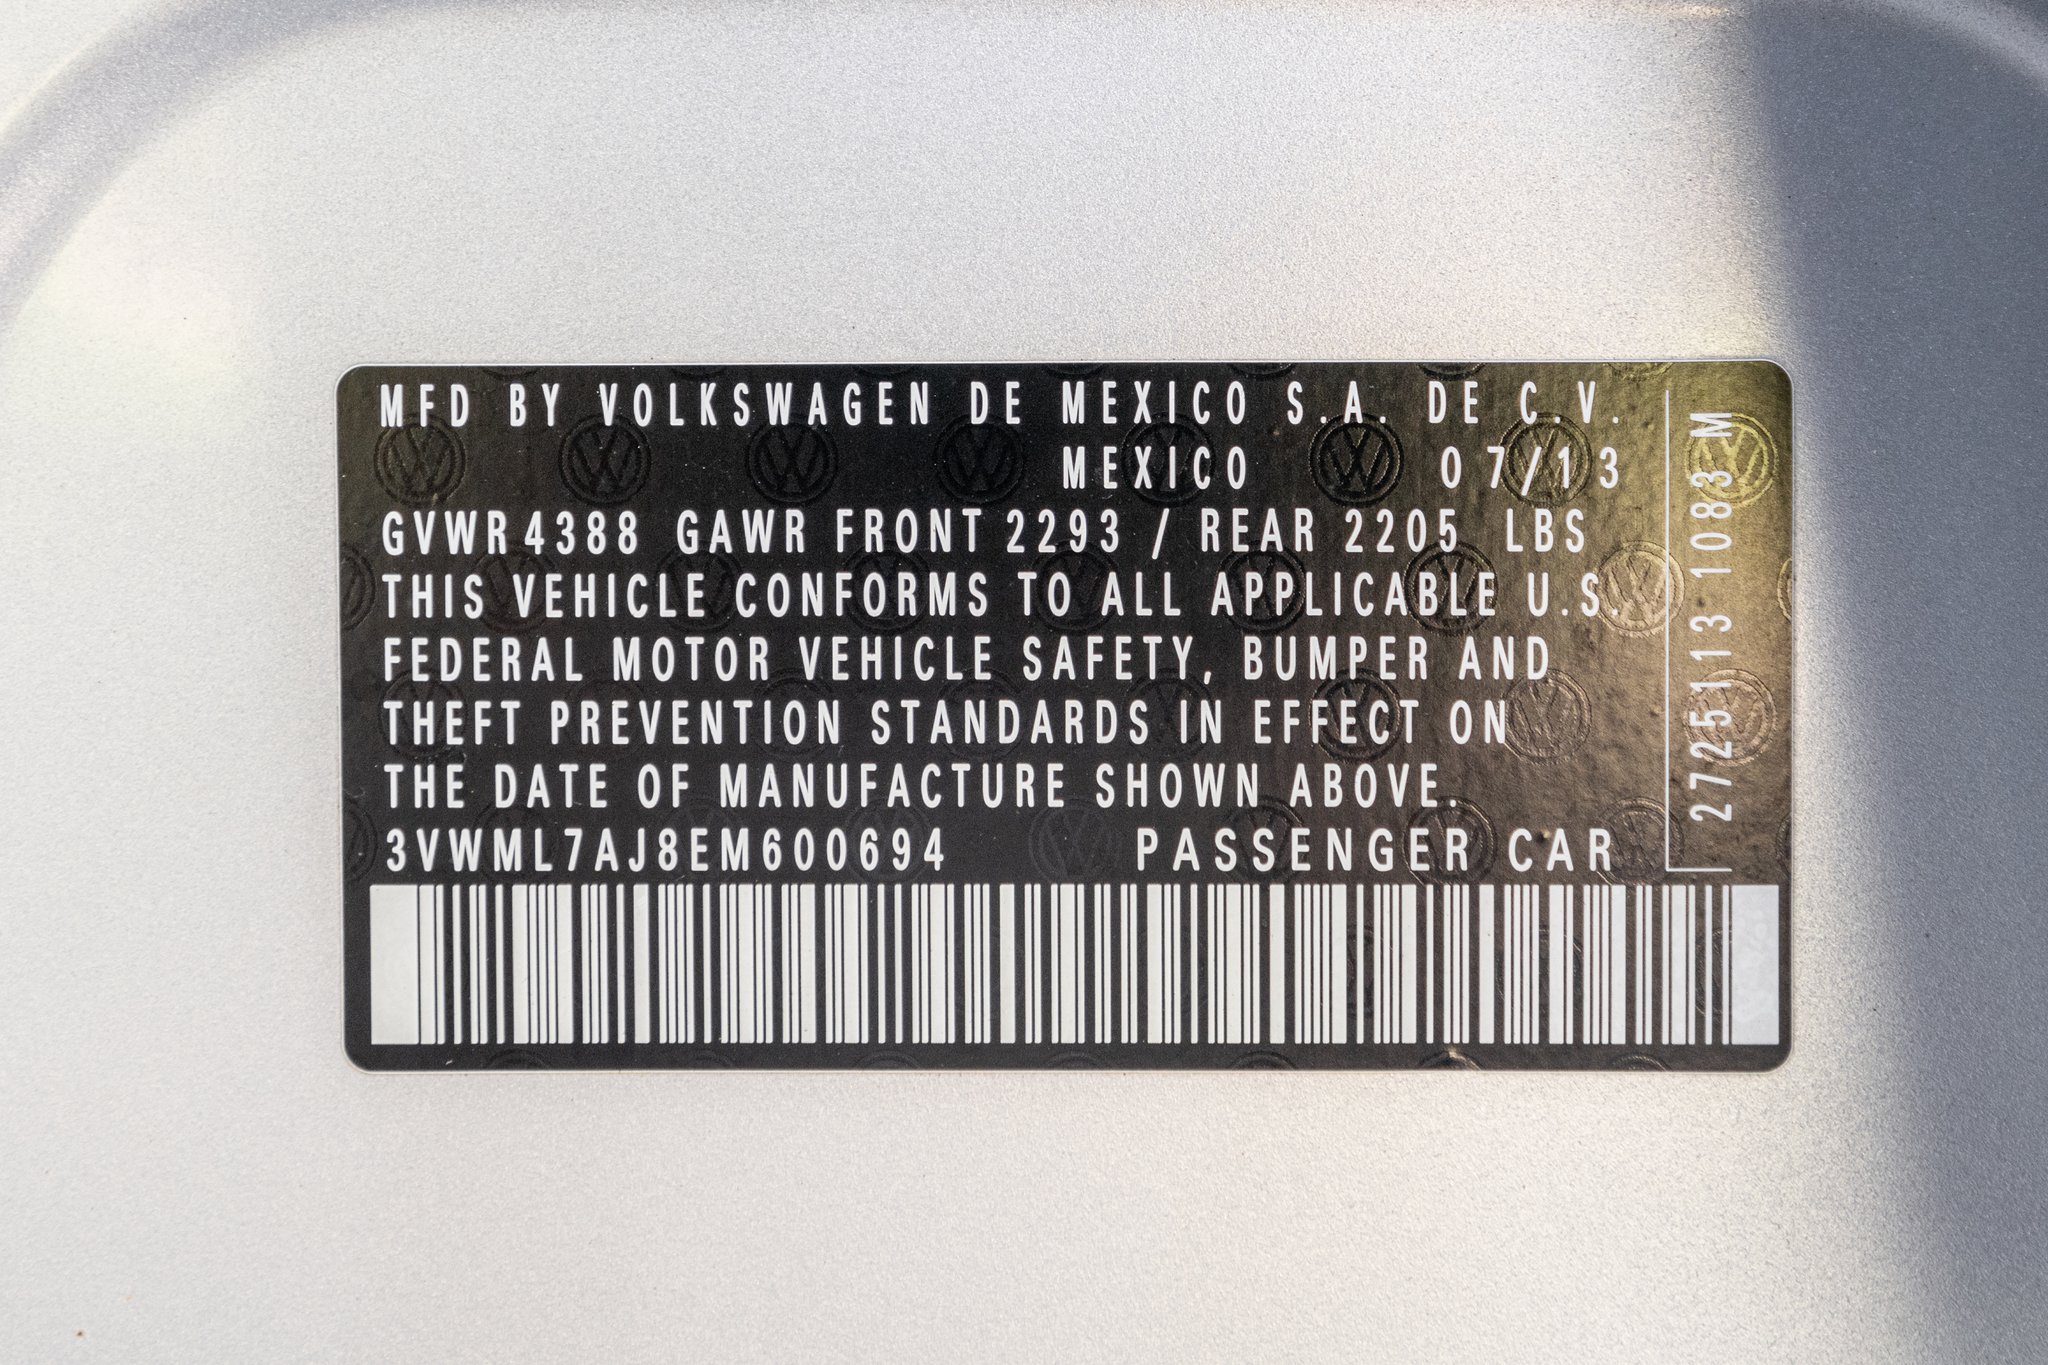 MFD BY VOLKSWAGEN DE MEXICO S.A. DE C.V.
MEXICO 07/13
GVWR 4388 GAWR FRONT 2293 / REAR 2205 LBS
THIS VEHICLE CONFORMS TO ALL APPLICABLE U.S.
FEDERAL MOTOR VEHICLE SAFETY, BUMPER AND
THEFT PREVENTION STANDARDS IN EFFECT ON
THE DATE OF MANUFACTURE SHOWN ABOVE.
3VWML7AJ8EM600694 PASSENGER CAR
27251 13 1083 M